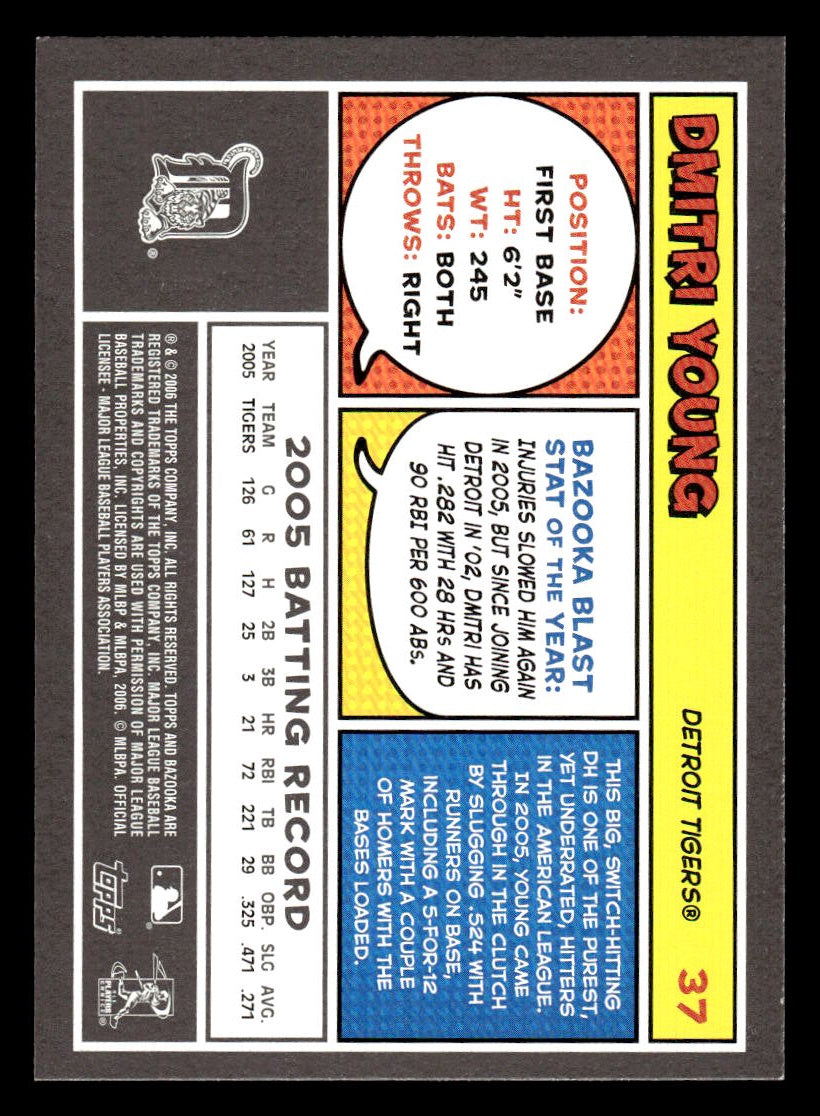 DMITRI YOUNG
DETROIT TIGERS®
37
POSITION:
FIRST BASE
HT: 6'2"
WT: 245
BATS: BOTH
THROWS: RIGHT
BAZOOKA BLAST
STAT OF THE YEAR:
INJURIES SLOWED HIM AGAIN
IN 2005, BUT SINCE JOINING
DETROIT IN '02, DMITRI HAS
HIT .282 WITH 28 HRs AND
90 RBI PER 600 ABs.
THIS BIG, SWITCH-HITTING
DH IS ONE OF THE PUREST,
YET UNDERRATED, HITTERS
IN THE AMERICAN LEAGUE.
IN 2005, YOUNG CAME
THROUGH IN THE CLUTCH
BY SLUGGING .524 WITH
RUNNERS ON BASE,
INCLUDING A 5-FOR-12
MARK WITH A COUPLE
OF HOMERS WITH THE
BASES LOADED.
®
2005 BATTING RECORD
YEAR TEAM G R H 2B 3B HR RBI TB BB OBP. SLG AVG.
2005 TIGERS 126 61 127 25 3 21 72 221 29 .325 .471 .271
® & © 2006 THE TOPPS COMPANY, INC. ALL RIGHTS RESERVED. TOPPS AND BAZOOKA ARE
REGISTERED TRADEMARKS OF THE TOPPS COMPANY, INC. MAJOR LEAGUE BASEBALL
TRADEMARKS AND COPYRIGHTS ARE USED WITH PERMISSION OF MAJOR LEAGUE
BASEBALL PROPERTIES, INC. LICENSED BY MLBP & MLBPA, 2006. © MLBPA. OFFICIAL
LICENSEE - MAJOR LEAGUE BASEBALL PLAYERS ASSOCIATION.
®
TOPPS®
PLAYERS
CHOICE
®